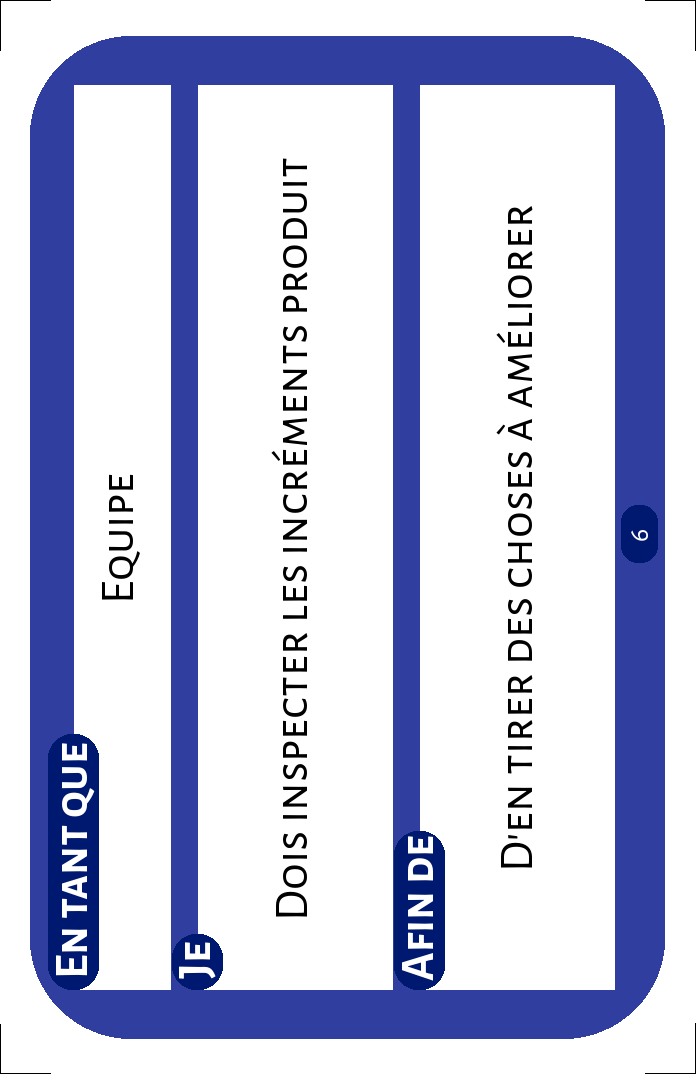 En tant que
Equipe
Je
Dois inspecter les incréments produit
Afin de
D'en tirer des choses à améliorer
6